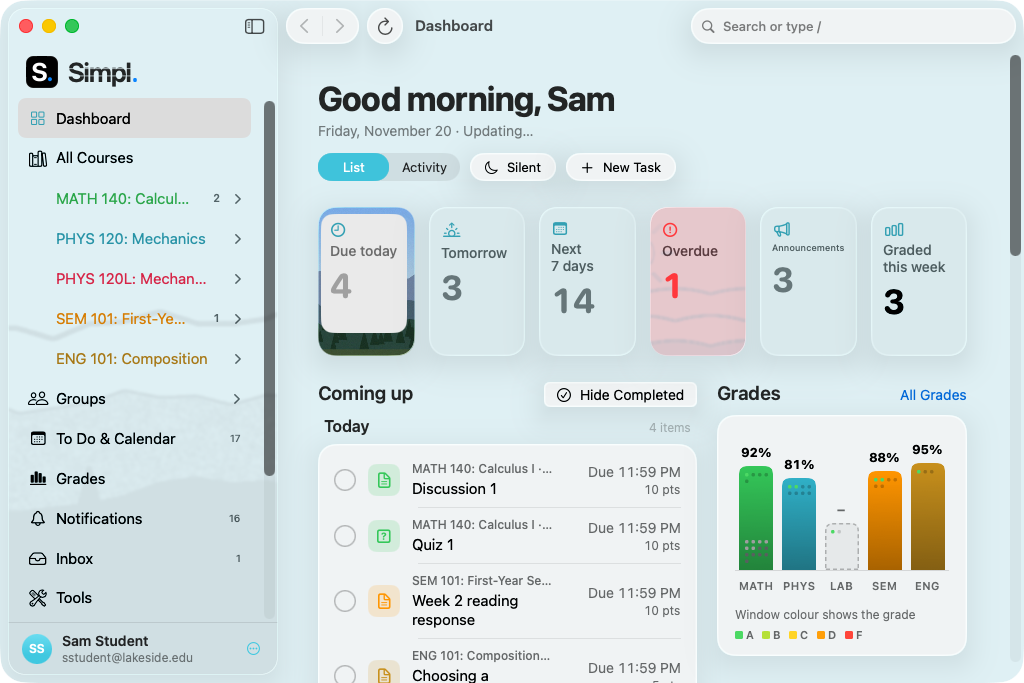 Dashboard
Search or type /
S.
Simpl.
Dashboard
All Courses
MATH 140: Calcul... 2
PHYS 120: Mechanics
PHYS 120L: Mechan...
SEM 101: First-Ye... 1
ENG 101: Composition
Groups
To Do & Calendar 17
Grades
Notifications 16
Inbox 1
Tools
SS
Sam Student
sstudent@lakeside.edu
Good morning, Sam
Friday, November 20 · Updating...
List Activity Silent + New Task
Due today
4
Tomorrow
3
Next
7 days
14
Overdue
1
Announcements
3
Graded
this week
3
Coming up
Hide Completed
Today
4 items
MATH 140: Calculus I ·...
Discussion 1
Due 11:59 PM
10 pts
MATH 140: Calculus I ·...
Quiz 1
Due 11:59 PM
10 pts
SEM 101: First-Year Se...
Week 2 reading
response
Due 11:59 PM
10 pts
ENG 101: Composition...
Choosing a
Due 11:59 PM
Grades
All Grades
92% 81% – 88% 95%
MATH PHYS LAB SEM ENG
Window colour shows the grade
A B C D F